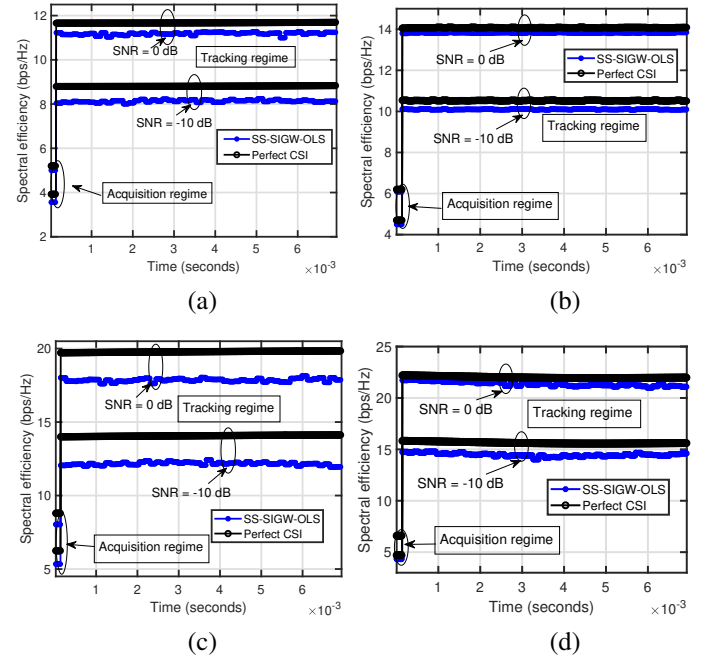 12
10
8
6
4
2
Spectral efficiency (bps/Hz)
SNR = 0 dB
Tracking regime
SNR = -10 dB
SS-SIGW-OLS
Perfect CSI
Acquisition regime
1 2 3 4 5 6
Time (seconds) ×10⁻³
(a)
14
12
10
8
6
4
Spectral efficiency (bps/Hz)
SS-SIGW-OLS
Perfect CSI
SNR = 0 dB
SNR = -10 dB
Tracking regime
Acquisition regime
1 2 3 4 5 6
Time (seconds) ×10⁻³
(b)
20
15
10
5
Spectral efficiency (bps/Hz)
SNR = 0 dB
Tracking regime
SNR = -10 dB
SS-SIGW-OLS
Perfect CSI
Acquisition regime
1 2 3 4 5 6
Time (seconds) ×10⁻³
(c)
25
20
15
10
5
Spectral efficiency (bps/Hz)
SNR = 0 dB
Tracking regime
SNR = -10 dB
SS-SIGW-OLS
Perfect CSI
Acquisition regime
1 2 3 4 5 6
Time (seconds) ×10⁻³
(d)